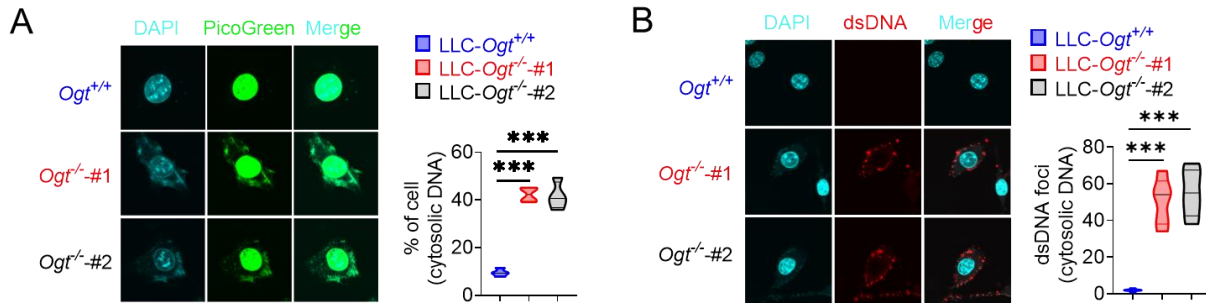 A
DAPI PicoGreen Merge
Ogt+/+
Ogt-/--#1
Ogt-/--#2
LLC-Ogt+/+
LLC-Ogt-/--#1
LLC-Ogt-/--#2
% of cell
(cytosolic DNA)
60
40
20
0
***
***
B
DAPI dsDNA Merge
Ogt+/+
Ogt-/--#1
Ogt-/--#2
LLC-Ogt+/+
LLC-Ogt-/--#1
LLC-Ogt-/--#2
dsDNA foci
(cytosolic DNA)
80
60
40
20
0
***
***